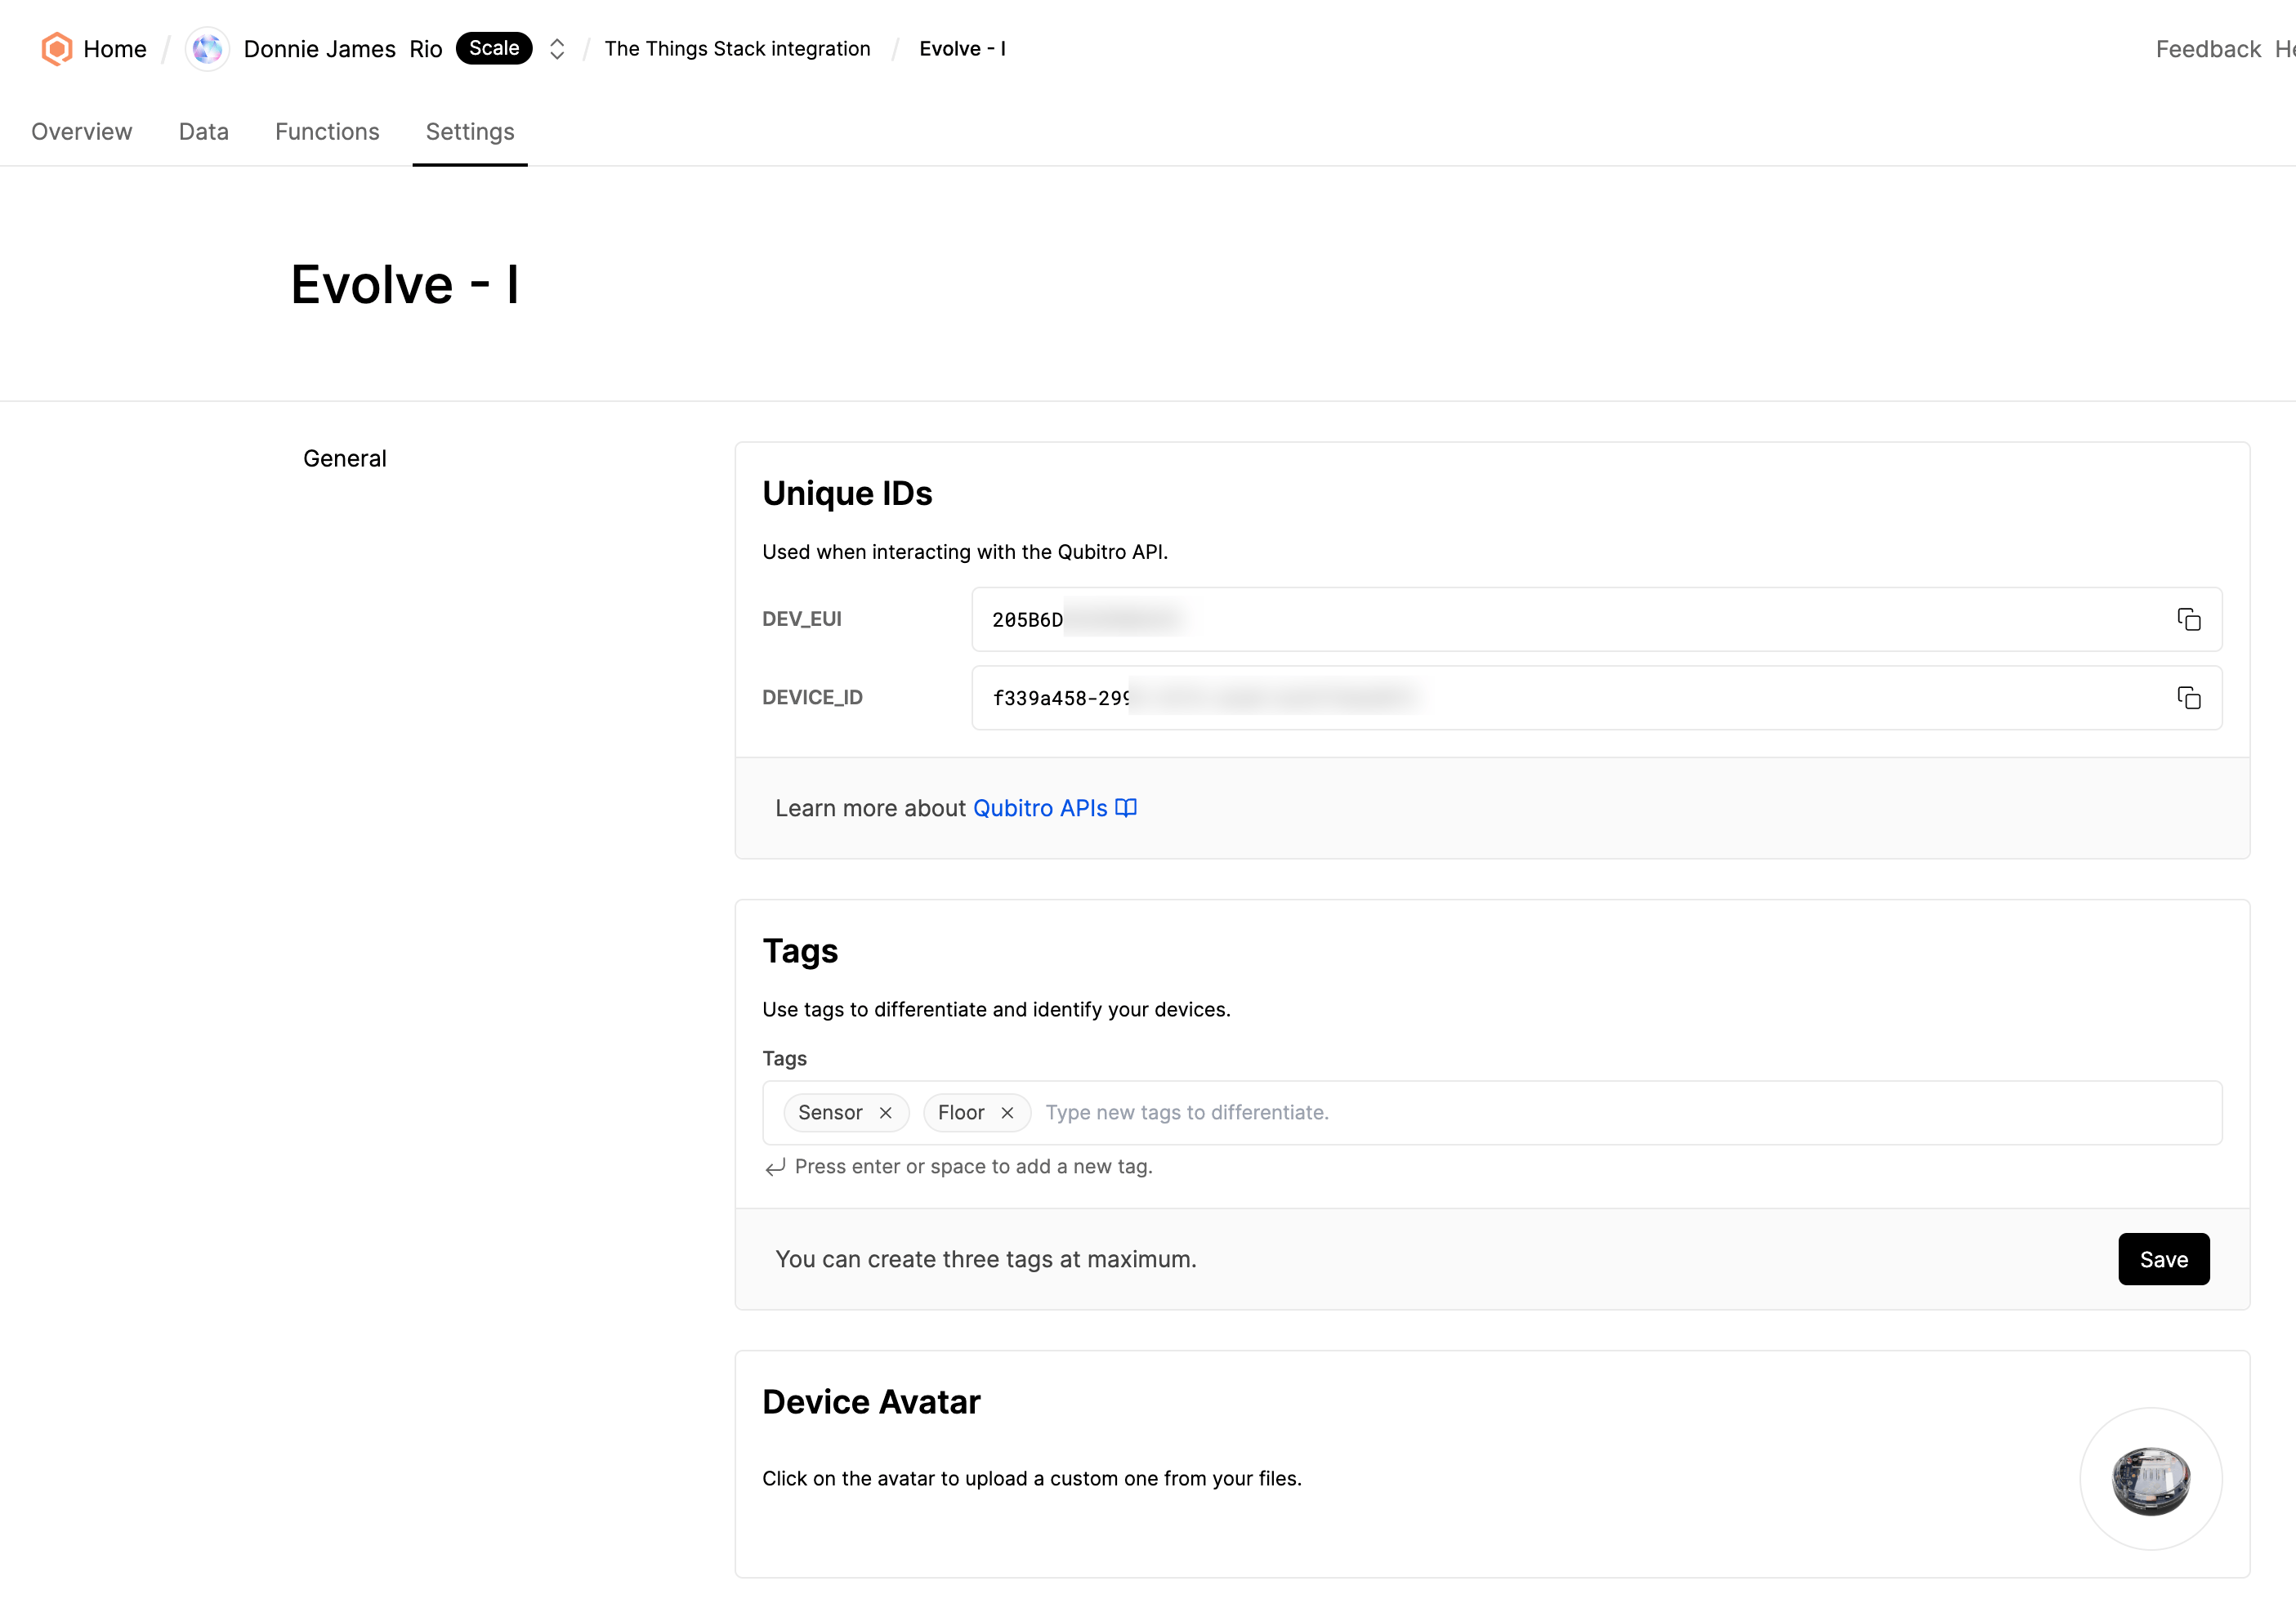 Home / Donnie James Rio Scale / The Things Stack integration / Evolve - I Feedback
Overview Data Functions Settings
Evolve - I
General
Unique IDs
Used when interacting with the Qubitro API.
DEV_EUI 205B6D
DEVICE_ID f339a458-299
Learn more about Qubitro APIs
Tags
Use tags to differentiate and identify your devices.
Tags
Sensor × Floor × Type new tags to differentiate.
Press enter or space to add a new tag.
You can create three tags at maximum. Save
Device Avatar
Click on the avatar to upload a custom one from your files.